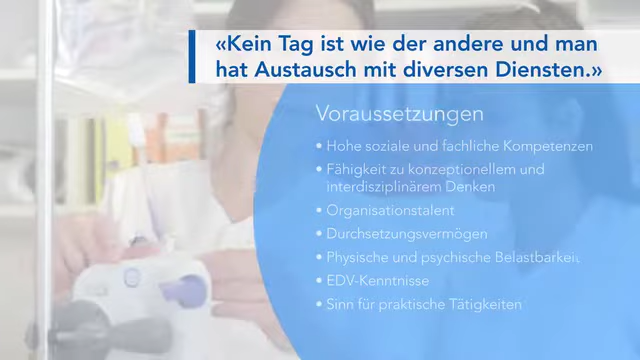 «Kein Tag ist wie der andere und man
hat Austausch mit diversen Diensten.»
Voraussetzungen
• Hohe soziale und fachliche Kompetenzen
• Fähigkeit zu konzeptionellem und
interdisziplinärem Denken
• Organisationstalent
• Durchsetzungsvermögen
• Physische und psychische Belastbarkeit
• EDV-Kenntnisse
• Sinn für praktische Tätigkeiten